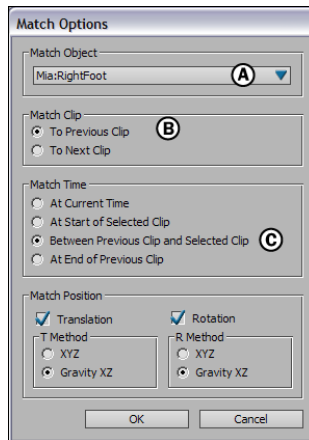 Match Options
Match Object
Mia:RightFoot
A
Match Clip
To Previous Clip
B
To Next Clip
Match Time
At Current Time
At Start of Selected Clip
Between Previous Clip and Selected Clip
C
At End of Previous Clip
Match Position
Translation
Rotation
T Method
XYZ
Gravity XZ
R Method
XYZ
Gravity XZ
OK
Cancel